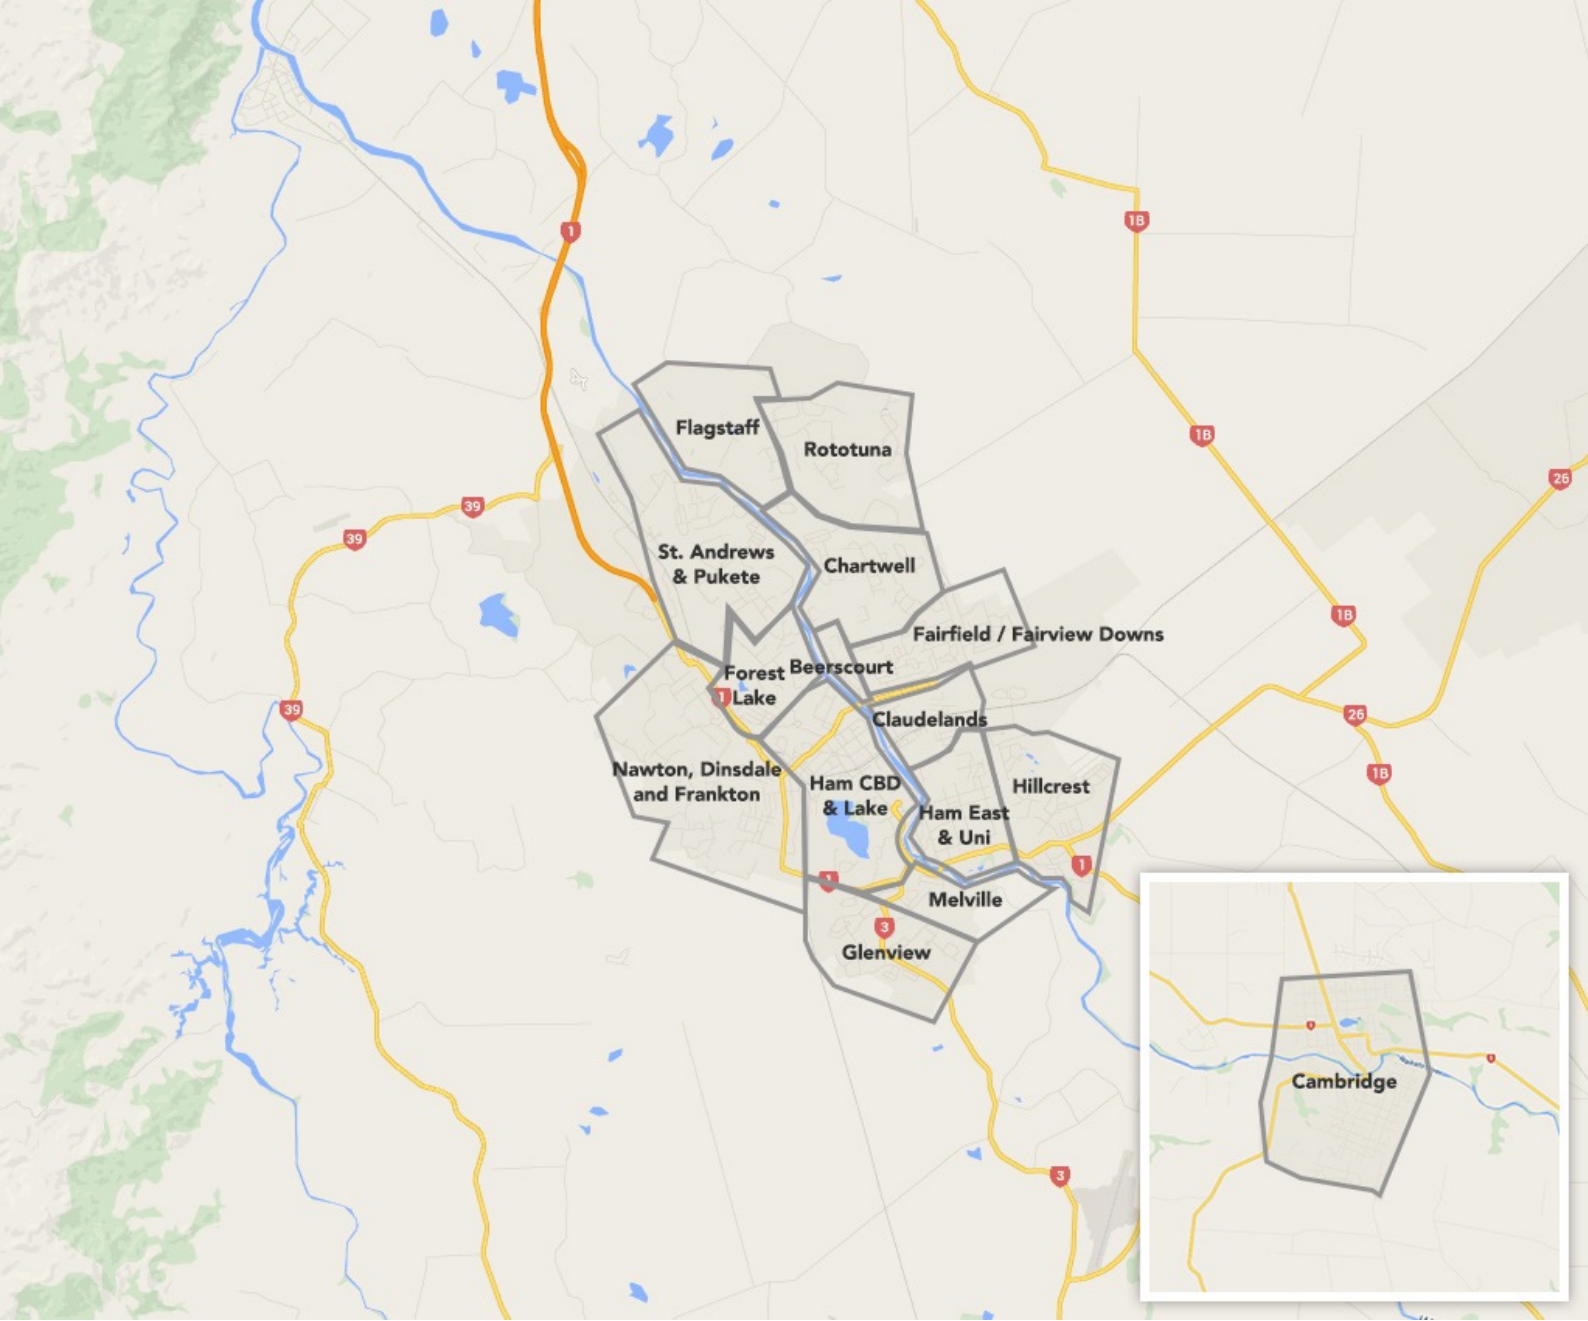 1
1B
Flagstaff
Rototuna
1B
26
39
39
St. Andrews
& Pukete
Chartwell
1B
Fairfield / Fairview Downs
Forest
Lake
Beerscourt
1
39
Claudelands
26
Nawton, Dinsdale
and Frankton
Ham CBD
& Lake
Hillcrest
1B
Ham East
& Uni
1
1
Melville
3
Glenview
Cambridge
3